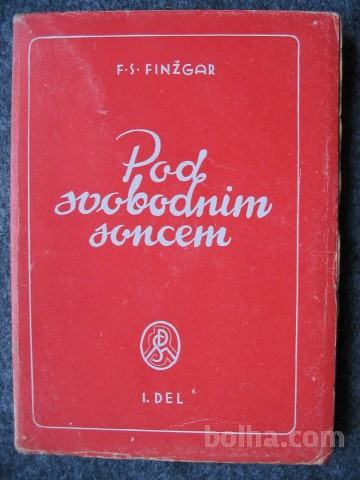 F·S·FINŽGAR
Pod
svobodnim
soncem
I. DEL
bolha.com